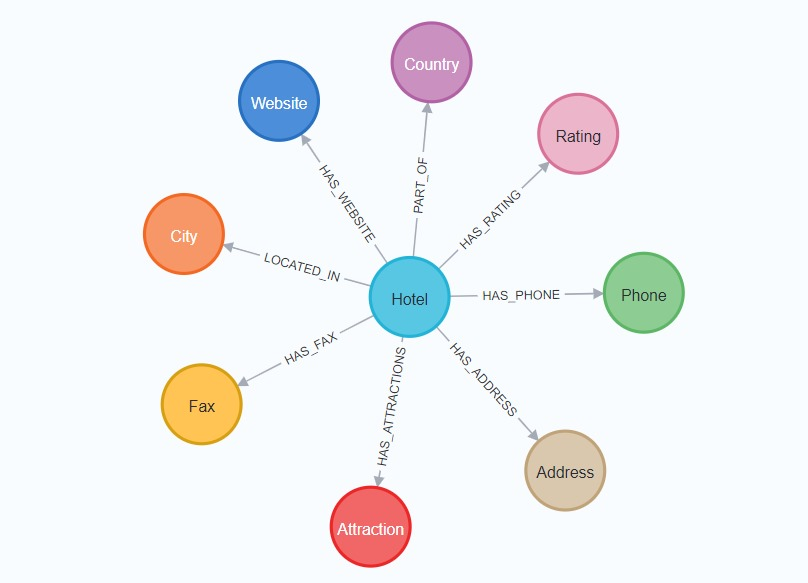 Country
Website
Rating
PART_OF
HAS_WEBSITE
HAS_RATING
City
LOCATED_IN
Hotel
HAS_PHONE
Phone
HAS_FAX
HAS_ADDRESS
Fax
HAS_ATTRACTIONS
Address
Attraction